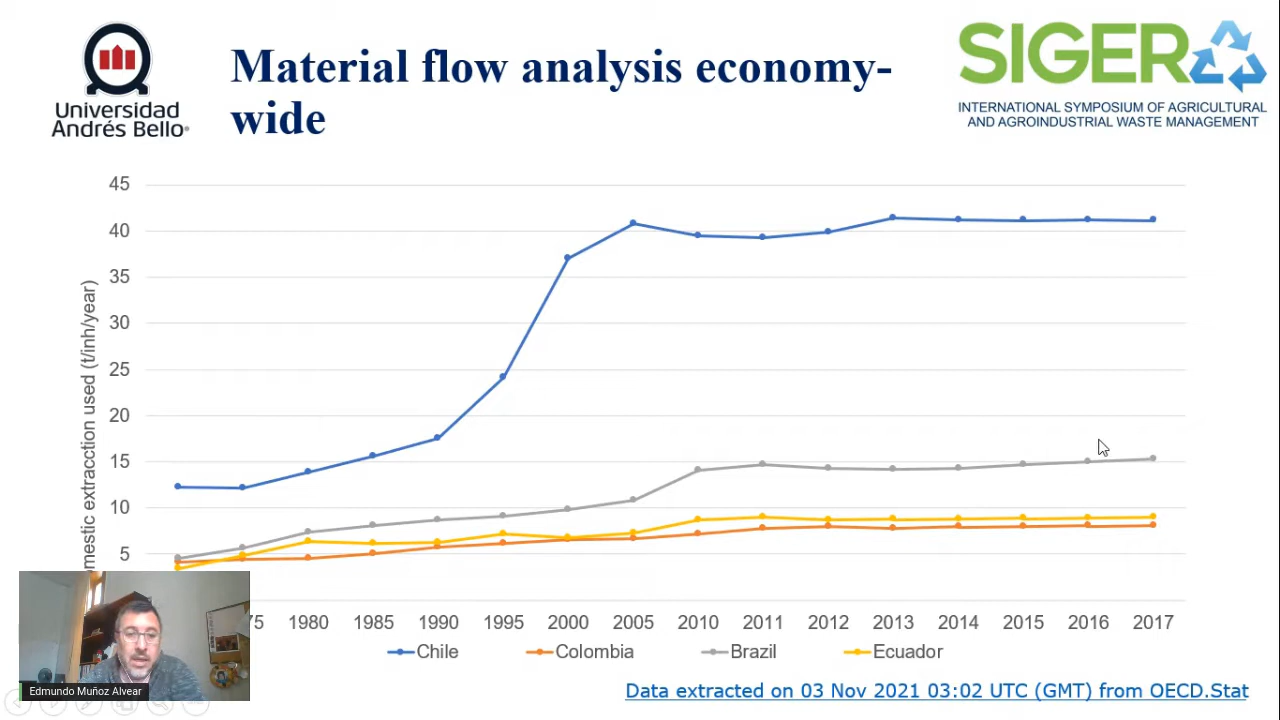 Universidad
Andrés Bello
Material flow analysis economy-
wide
SIGER
INTERNATIONAL SYMPOSIUM OF AGRICULTURAL
AND AGROINDUSTRIAL WASTE MANAGEMENT
45
40
35
30
25
20
15
10
5
mestic extracction used (t/inh/year)
75 1980 1985 1990 1995 2000 2005 2010 2011 2012 2013 2014 2015 2016 2017
Chile Colombia Brazil Ecuador
Data extracted on 03 Nov 2021 03:02 UTC (GMT) from OECD.Stat
Edmundo Muñoz Alvear